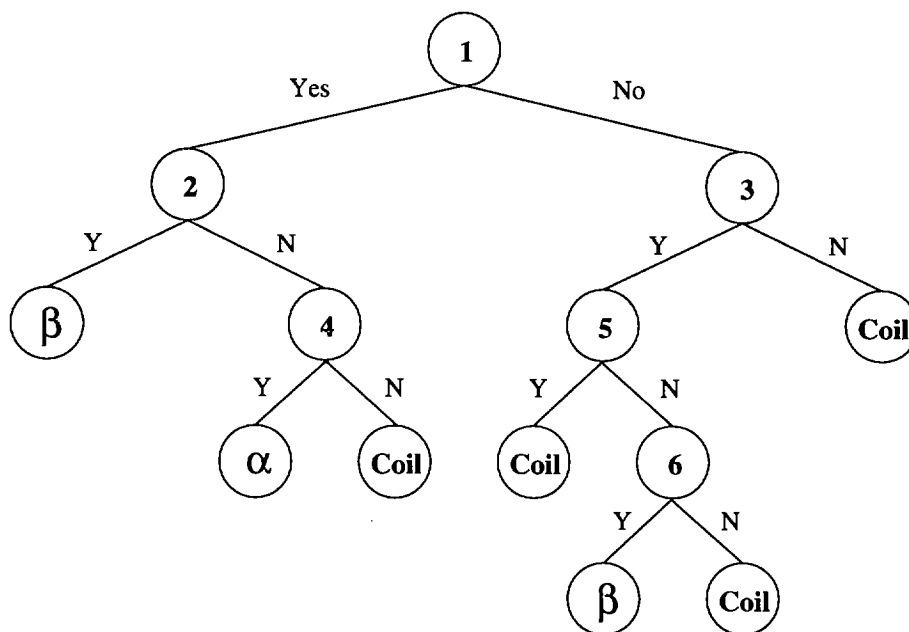 1
Yes No
2 3
Y N Y N
β 4 5 Coil
Y N Y N
α Coil Coil 6
Y N
β Coil